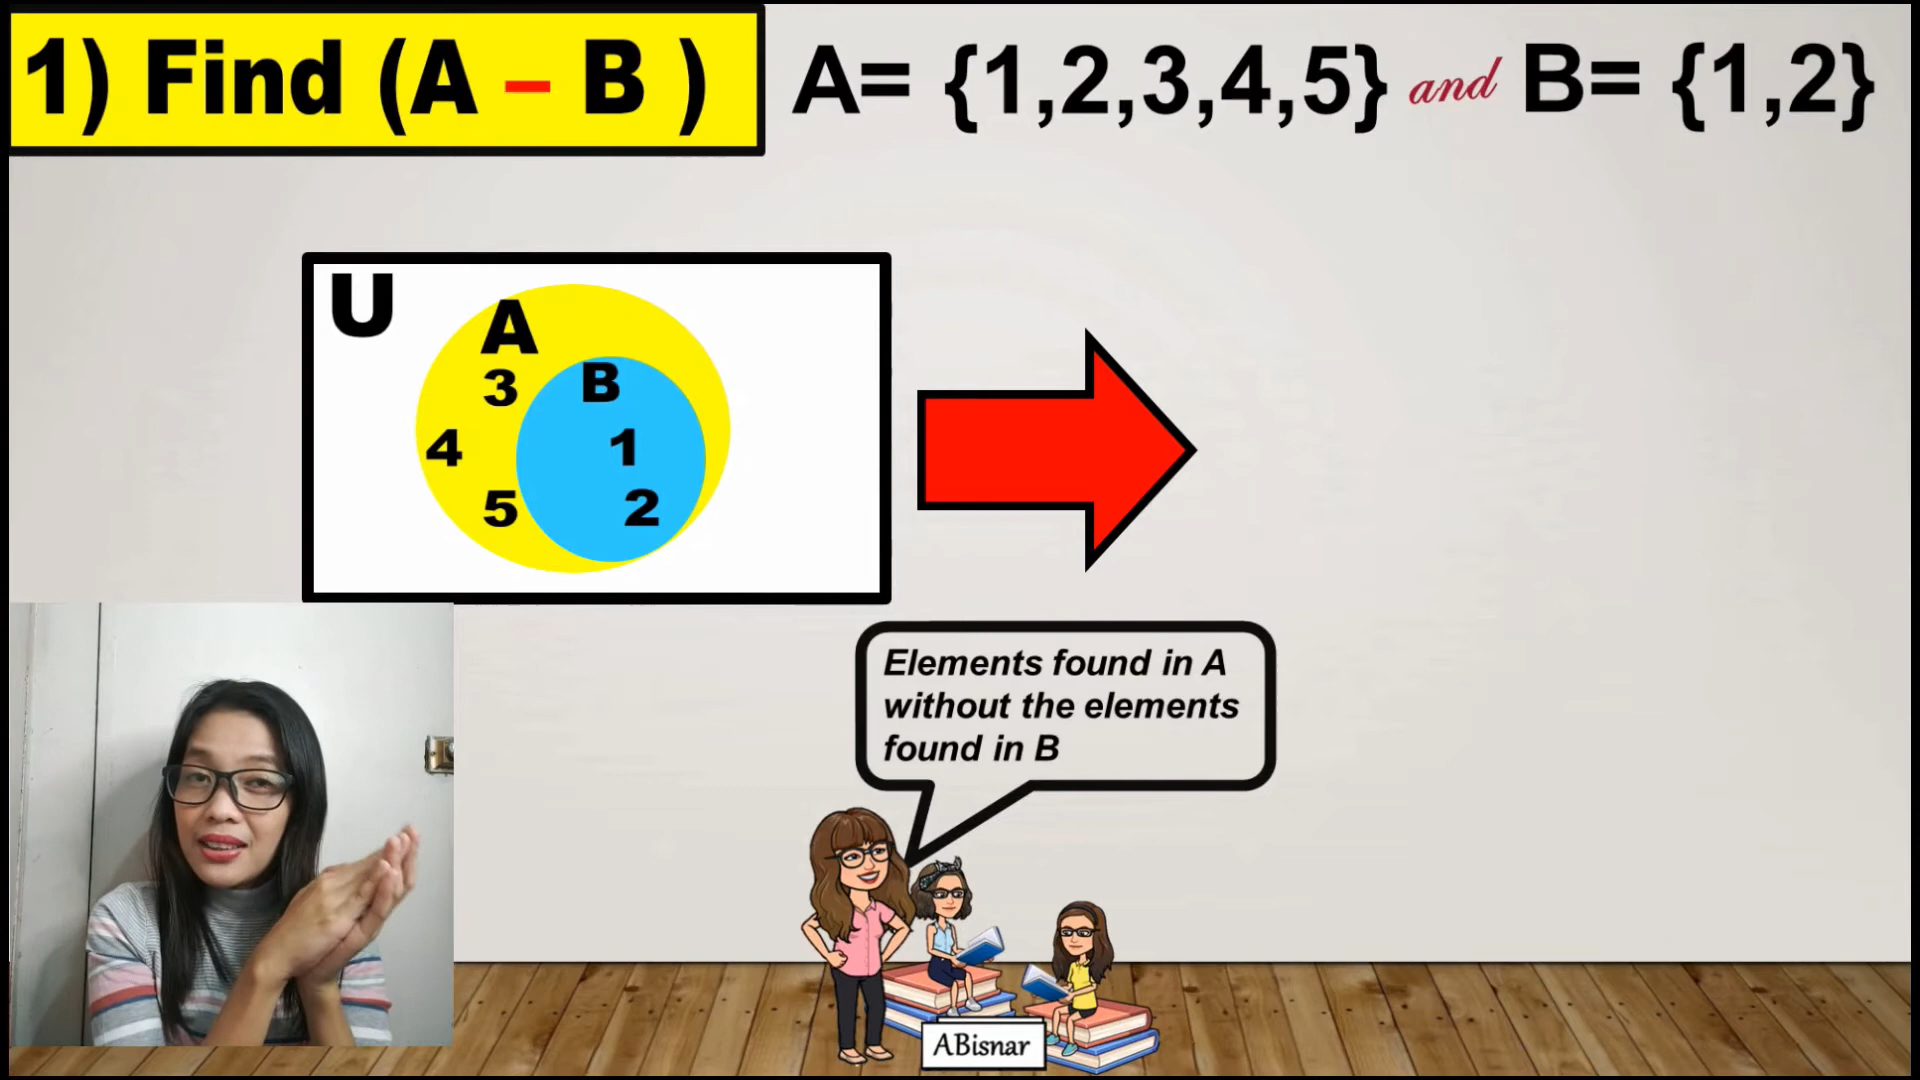 1) Find (A – B ) A= {1,2,3,4,5} and B= {1,2}
U
A
3
B
4
1
5
2
Elements found in A
without the elements
found in B
ABisnar